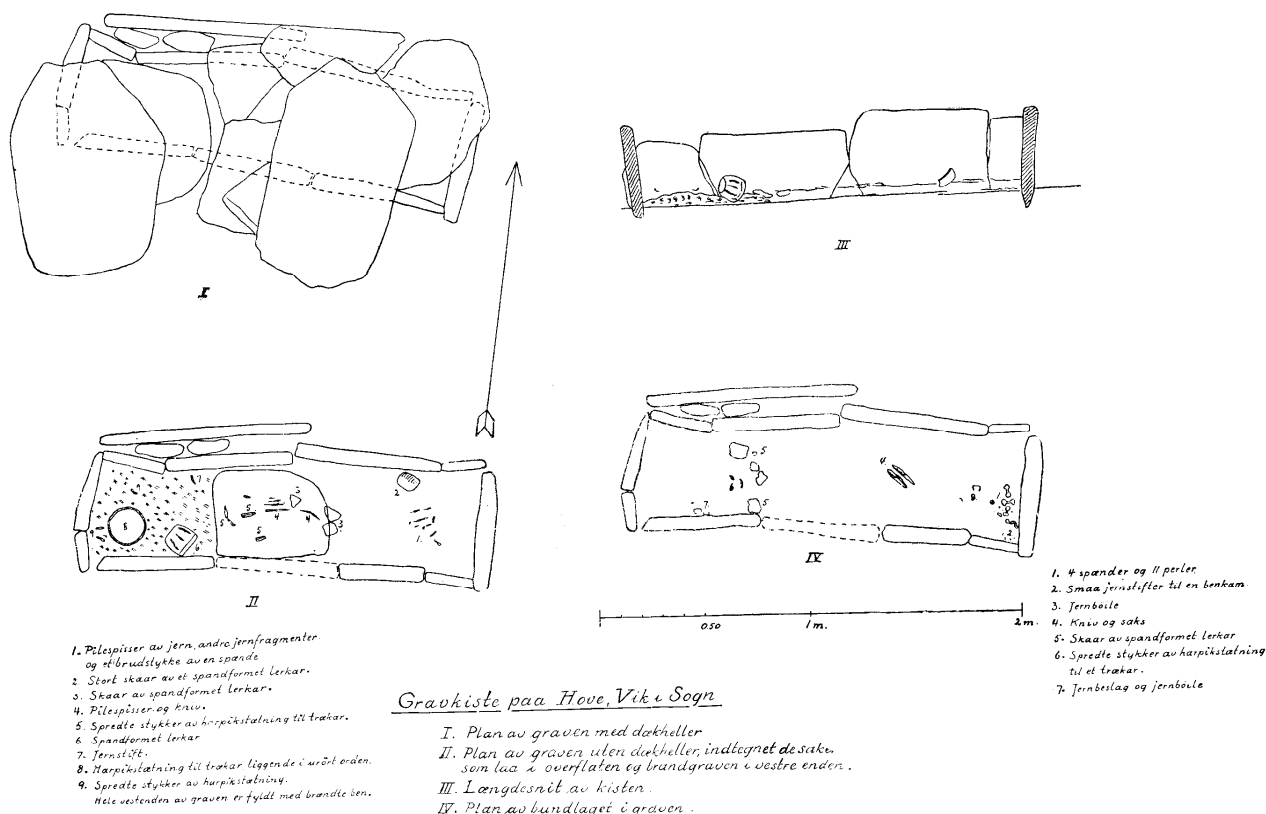 I
III
II
IV
0.50 1m. 2m.
1. Pilespisser av jern, andre jernfragmenter
og et brudstykke av en spænde
2. Stort skaar av et spandformet lerkar.
3. Skaar av spandformet lerkar.
4. Pilespisser og kniv.
5. Spredte stykker av harpikstætning til trækar.
6. Spandformet lerkar
7. Jernstift.
8. Harpikstætning til trækar liggende i urört orden.
9. Spredte stykker av harpikstætning.
Hele vestenden av graven er fyldt med brændte ben.
Gravkiste paa Hove, Vik i Sogn
I. Plan av graven med dækheller
II. Plan av graven uten dækheller, indtegnet de saker
som laa i overflaten og brandgraven i vestre enden.
III. Længdesnit av kisten.
IV. Plan av bundlaget i graven.
1. 4 spænder og 11 perler
2. Smaa jernstifter til en benkam.
3. Jernböile
4. Kniv og saks
5. Skaar av spandformet lerkar
6. Spredte stykker av harpikstætning
til et trækar.
7. Jernbeslag og jernböile